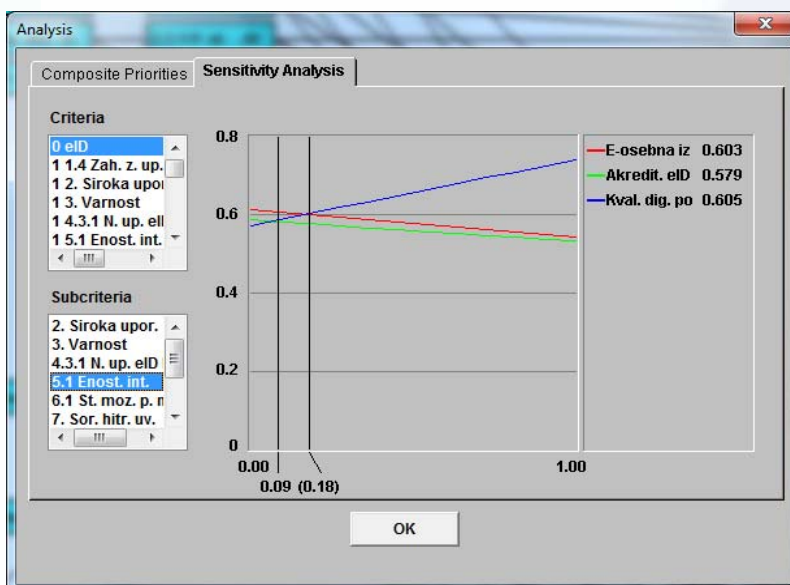 Analysis
Composite Priorities
Sensitivity Analysis
Criteria
0 eID
1 1.4 Zah. z. up.
1 2. Siroka upor
1 3. Varnost
1 4.3.1 N. up. eI
1 5.1 Enost. int.
Subcriteria
2. Siroka upor.
3. Varnost
4.3.1 N. up. eID
5.1 Enost. int.
6.1 St. moz. p. n
7. Sor. hitr. uv.
0.8
0.6
0.4
0.2
0
0.00
1.00
0.09 (0.18)
E-osebna iz 0.603
Akredit. eID 0.579
Kval. dig. po 0.605
OK